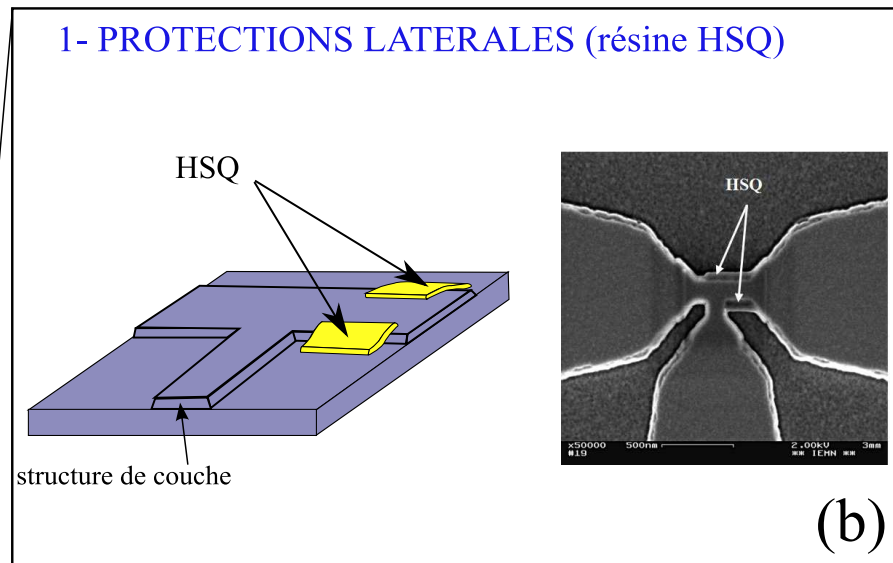 1- PROTECTIONS LATERALES (résine HSQ)
HSQ
HSQ
structure de couche
x50000 500nm 2.00kV 3mm
#19 ** IEMN **
(b)